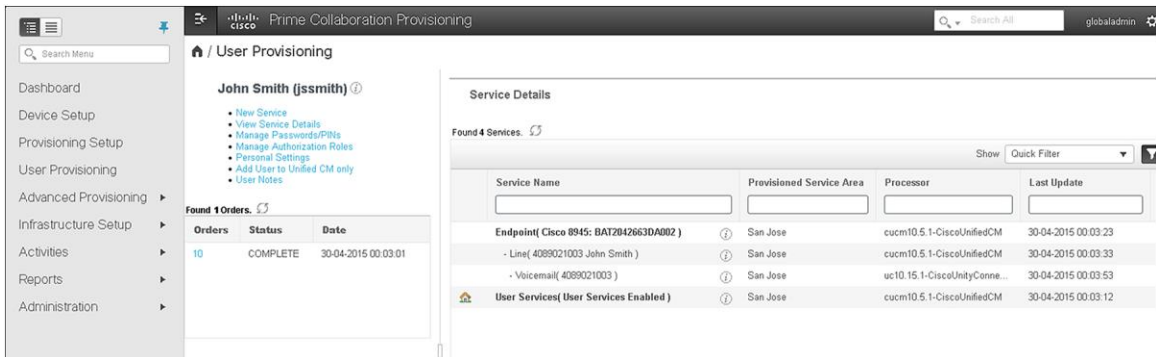 cisco Prime Collaboration Provisioning
Search All
globaladmin
Search Menu
/ User Provisioning
Dashboard
Device Setup
Provisioning Setup
User Provisioning
Advanced Provisioning
Infrastructure Setup
Activities
Reports
Administration
John Smith (jssmith)
• New Service
• View Service Details
• Manage Passwords/PINs
• Manage Authorization Roles
• Personal Settings
• Add User to Unified CM only
• User Notes
Found 1 Orders.
Orders Status Date
10 COMPLETE 30-04-2015 00:03:01
Service Details
Found 4 Services.
Show Quick Filter
Service Name Provisioned Service Area Processor Last Update
Endpoint( Cisco 8945: BAT2042663DA002 ) San Jose cucm10.5.1-CiscoUnifiedCM 30-04-2015 00:03:23
- Line( 4089021003 John Smith ) San Jose cucm10.5.1-CiscoUnifiedCM 30-04-2015 00:03:33
- Voicemail( 4089021003 ) San Jose uc10.15.1-CiscoUnityConne... 30-04-2015 00:03:53
User Services( User Services Enabled ) San Jose cucm10.5.1-CiscoUnifiedCM 30-04-2015 00:03:12